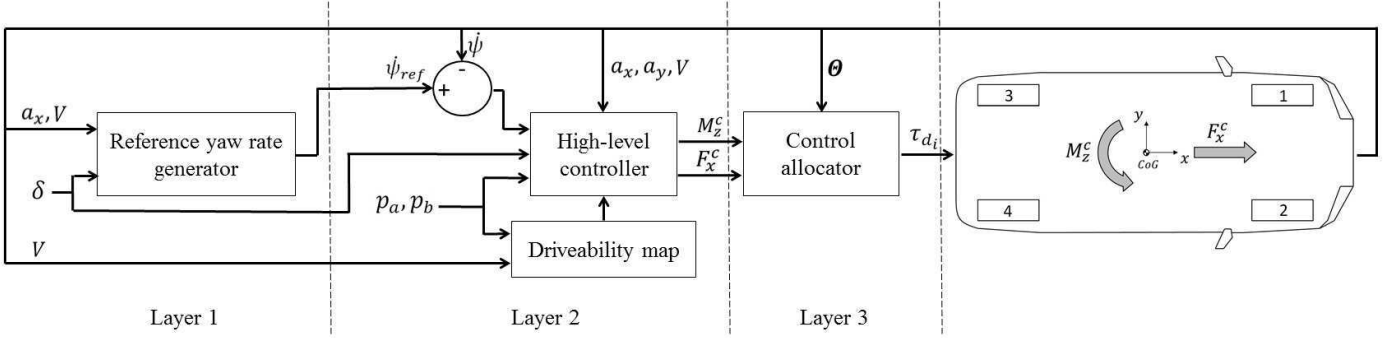 ψ̇
-
ψ̇_ref
+
a_x, a_y, V
Θ
a_x, V
Reference yaw rate
generator
High-level
controller
M_z^c
F_x^c
Control
allocator
τ_{d_i}
3
1
y
x
CoG
M_z^c
F_x^c
4
2
δ
p_a, p_b
V
Driveability map
Layer 1
Layer 2
Layer 3